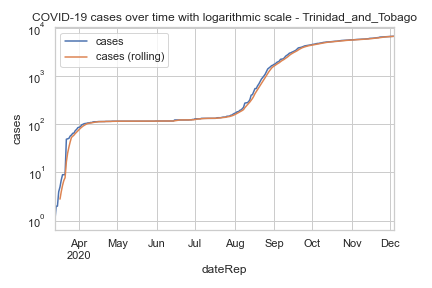 COVID-19 cases over time with logarithmic scale - Trinidad_and_Tobago
cases
cases (rolling)
10^4
10^3
10^2
10^1
10^0
cases
Apr May Jun Jul Aug Sep Oct Nov Dec
2020
dateRep